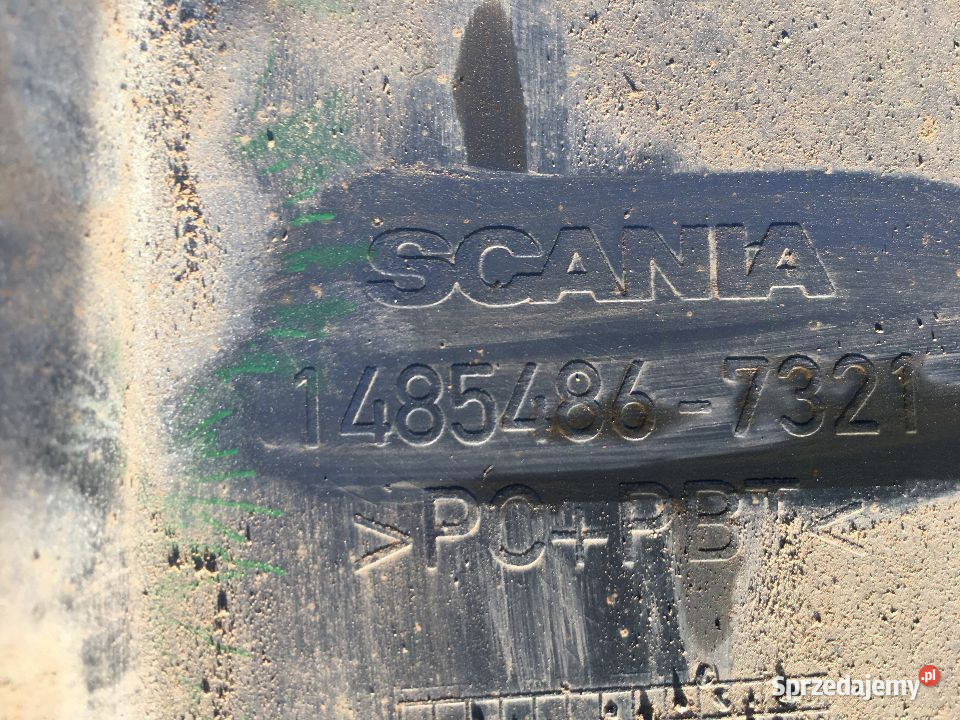 SCANIA
1485486-7321
>PC+PBT<
Sprzedajemy.pl